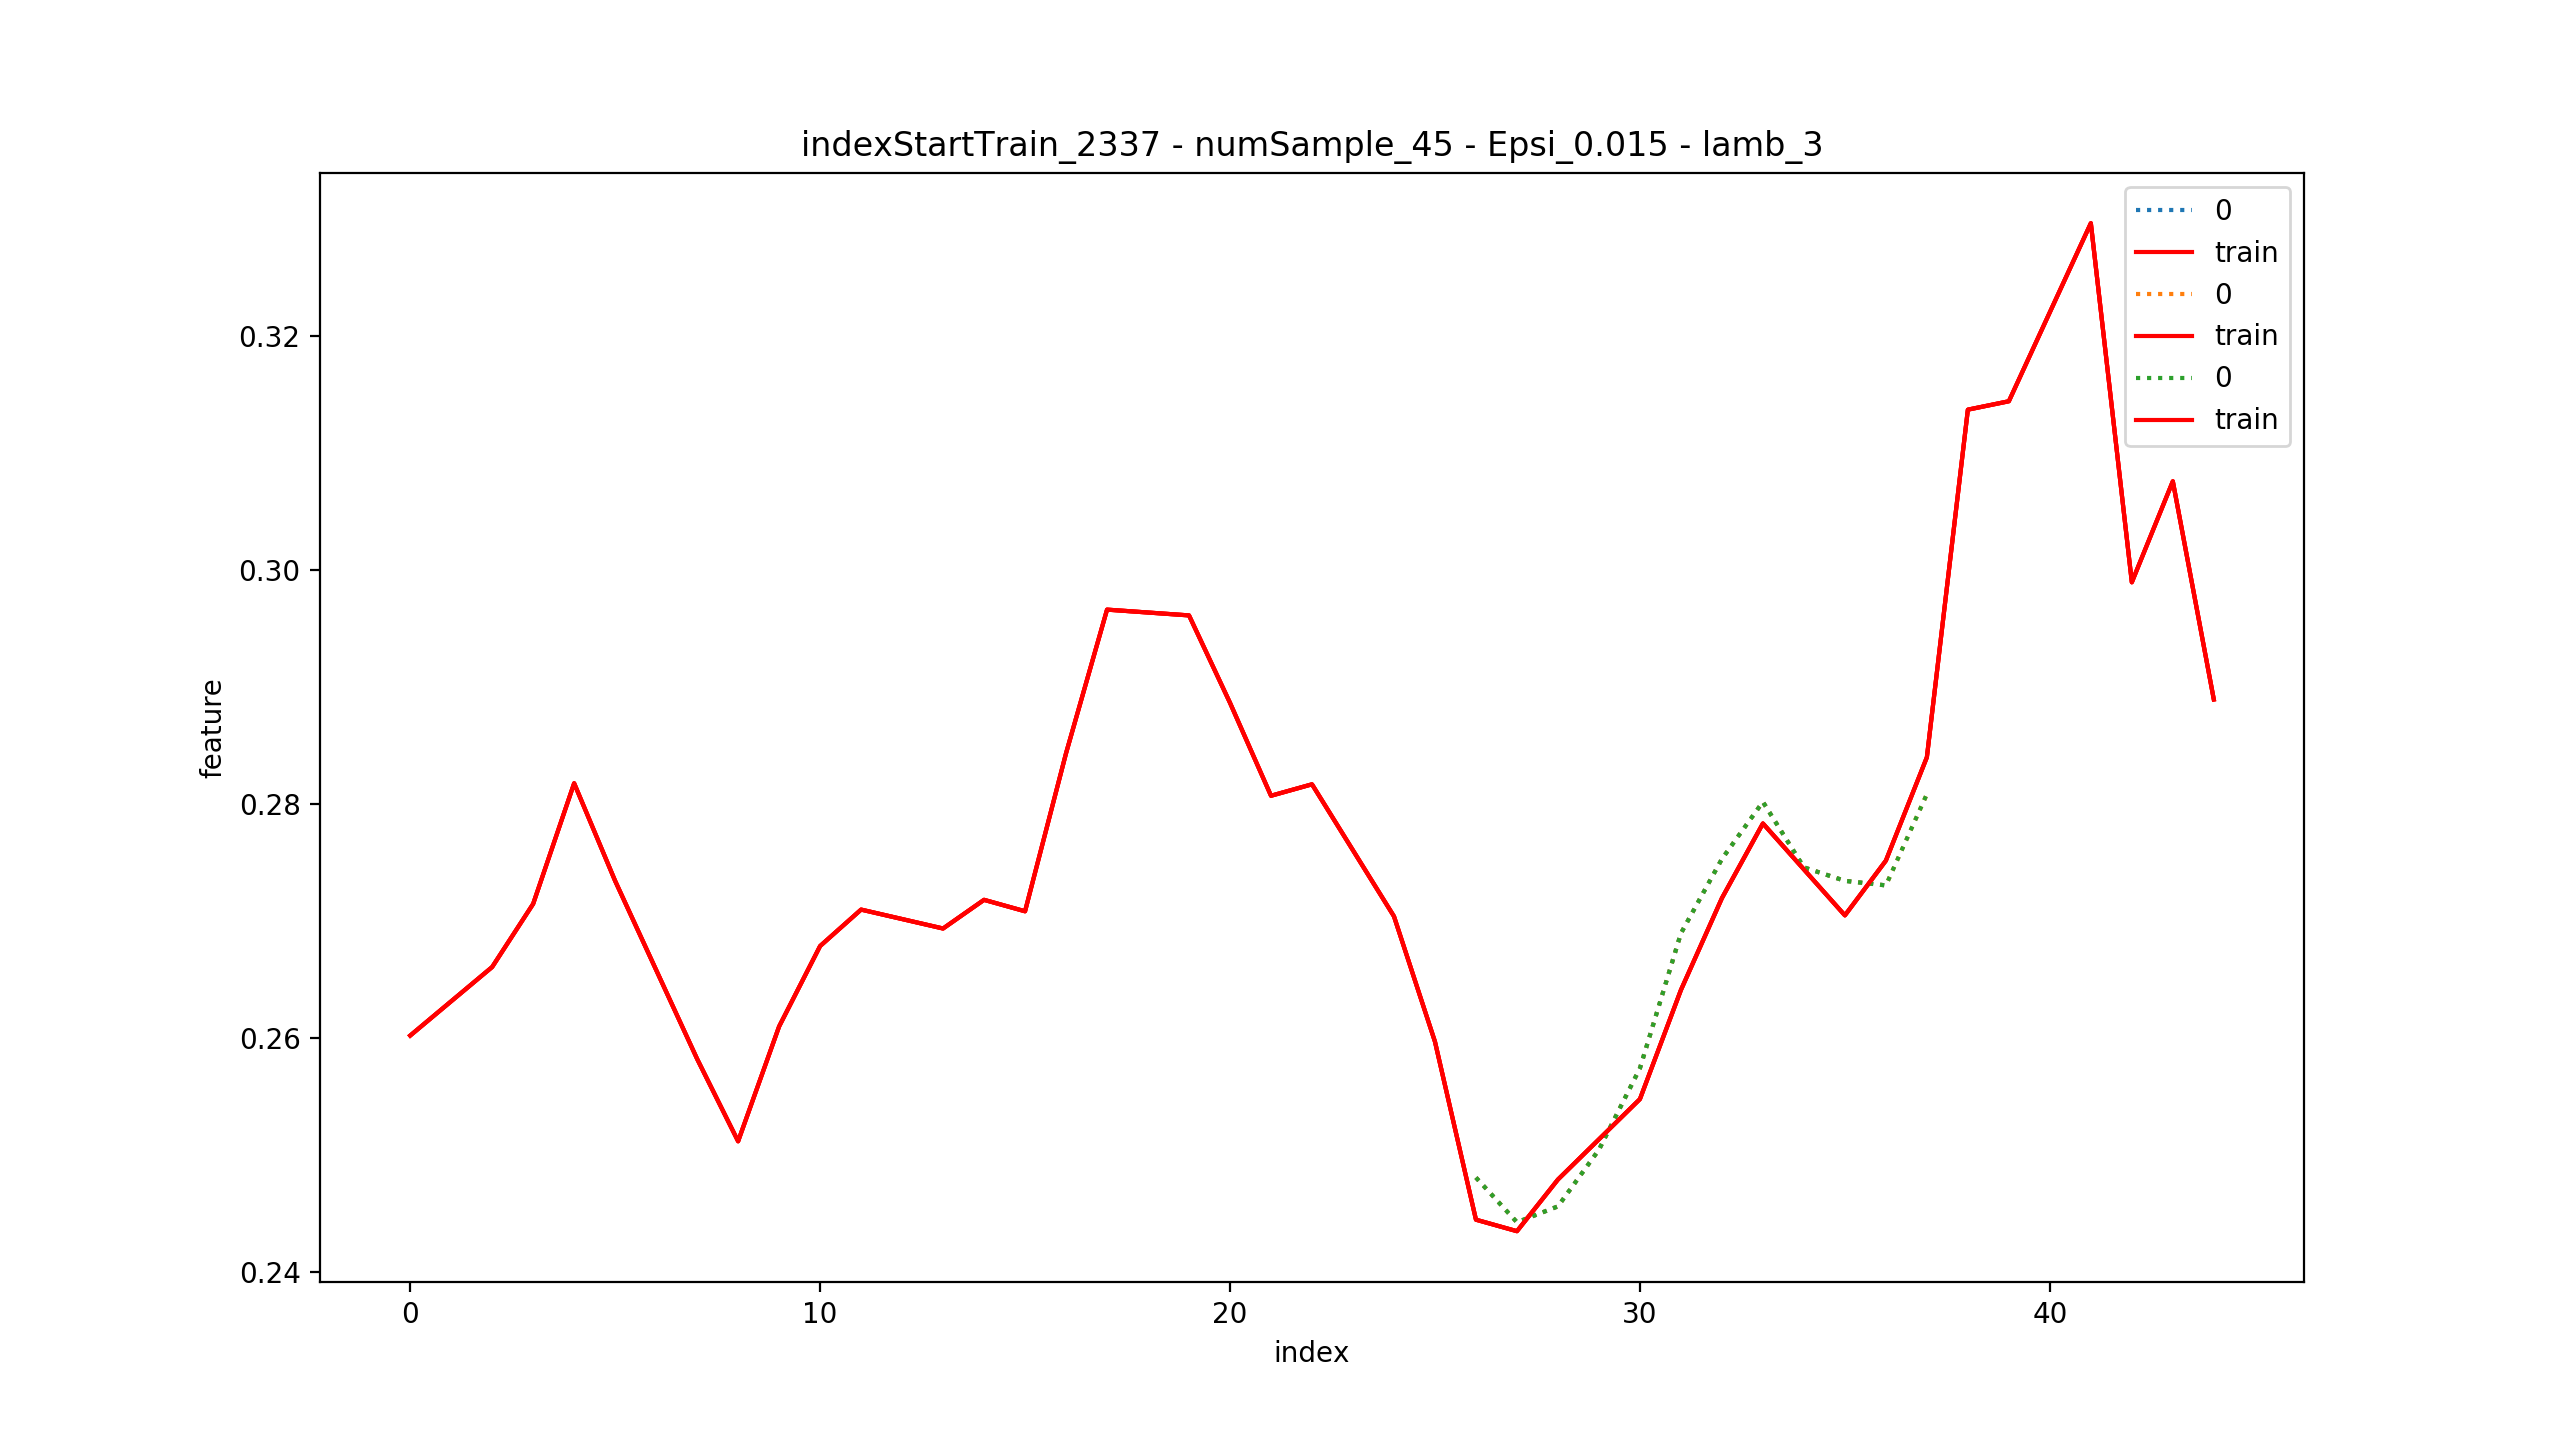 indexStartTrain_2337 - numSample_45 - Epsi_0.015 - lamb_3
0
train
0
train
0
train
0.32
0.30
0.28
0.26
0.24
feature
0 10 20 30 40
index